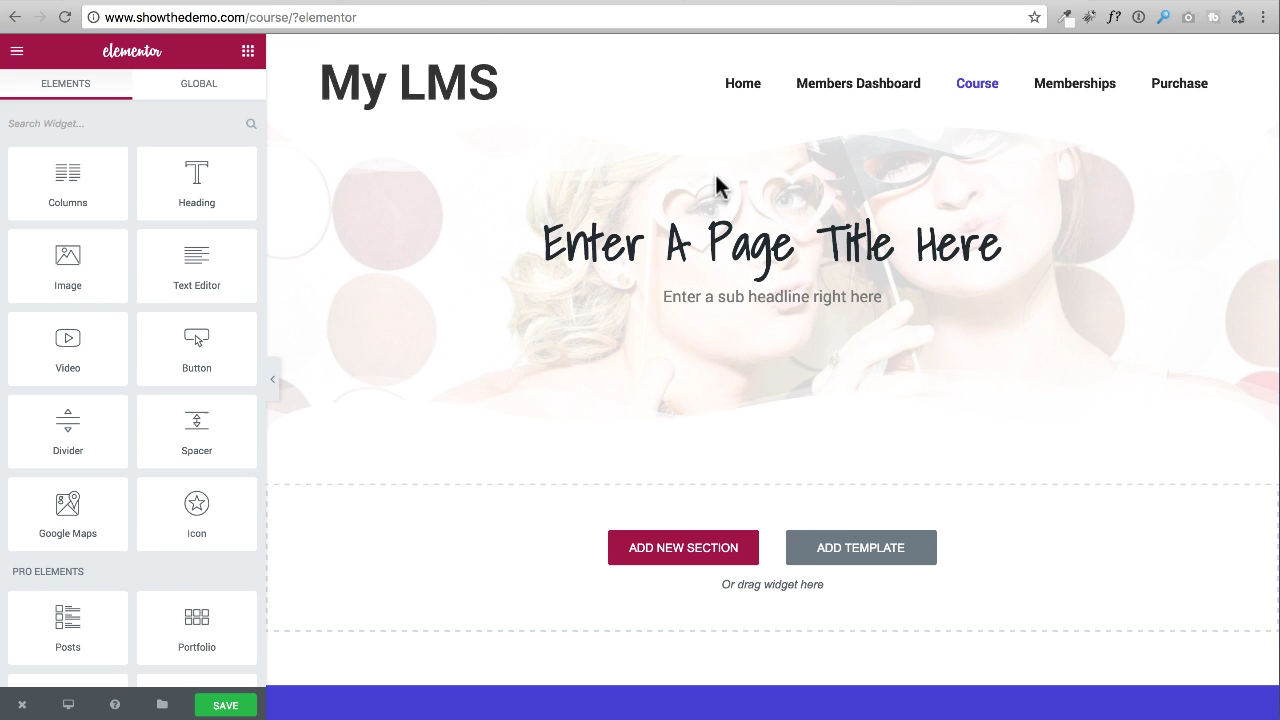 www.showthedemo.com/course/?elementor
elementor
ELEMENTS GLOBAL
Search Widget...
Columns Heading
Image Text Editor
Video Button
Divider Spacer
Google Maps Icon
PRO ELEMENTS
Posts Portfolio
SAVE
My LMS
Home Members Dashboard Course Memberships Purchase
Enter A Page Title Here
Enter a sub headline right here
ADD NEW SECTION ADD TEMPLATE
Or drag widget here